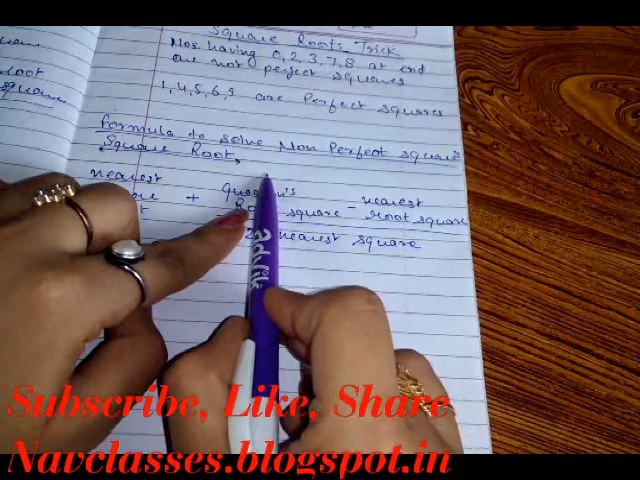 Square Roots Trick
Nos. having 0, 2, 3, 7, 8 at end
are not perfect squares
1, 4, 5, 6, 9 are Perfect squares
Formula to solve Non Perfect square's
Square Root,
nearest
+ square - nearest
root square
2 nearest square
Root
square
Subscribe, Like, Share
Navclasses.blogspot.in